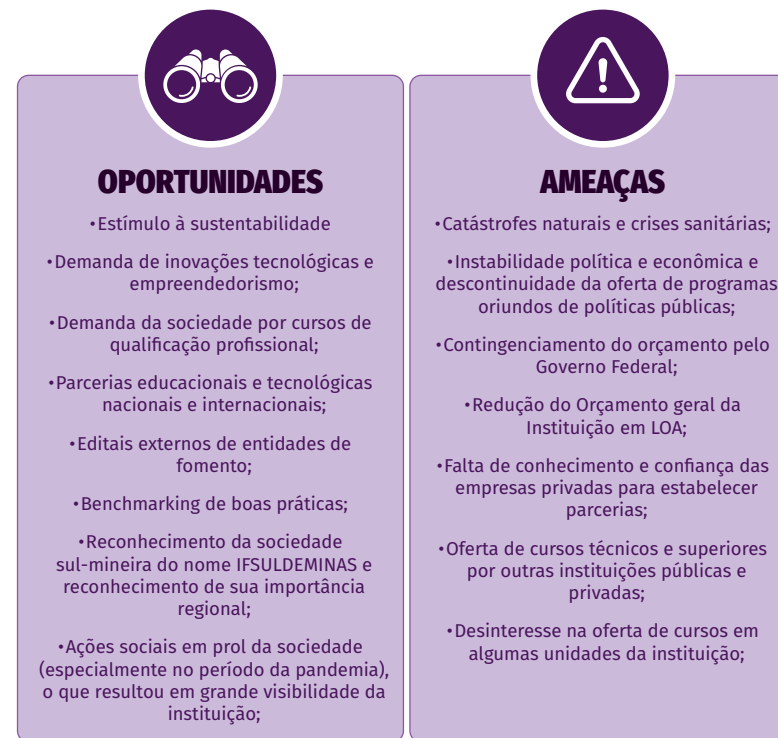 OPORTUNIDADES
•Estímulo à sustentabilidade
•Demanda de inovações tecnológicas e
empreendedorismo;
•Demanda da sociedade por cursos de
qualificação profissional;
•Parcerias educacionais e tecnológicas
nacionais e internacionais;
•Editais externos de entidades de
fomento;
•Benchmarking de boas práticas;
•Reconhecimento da sociedade
sul-mineira do nome IFSULDEMINAS e
reconhecimento de sua importância
regional;
•Ações sociais em prol da sociedade
(especialmente no período da pandemia),
o que resultou em grande visibilidade da
instituição;
AMEAÇAS
•Catástrofes naturais e crises sanitárias;
•Instabilidade política e econômica e
descontinuidade da oferta de programas
oriundos de políticas públicas;
•Contingenciamento do orçamento pelo
Governo Federal;
•Redução do Orçamento geral da
Instituição em LOA;
•Falta de conhecimento e confiança das
empresas privadas para estabelecer
parcerias;
•Oferta de cursos técnicos e superiores
por outras instituições públicas e
privadas;
•Desinteresse na oferta de cursos em
algumas unidades da instituição;